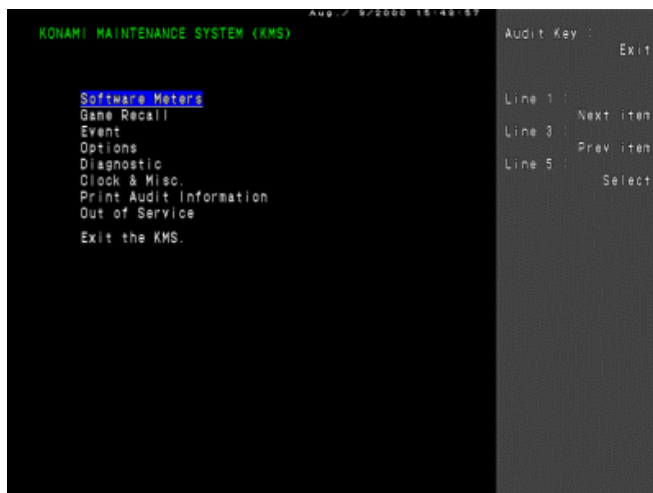 Aug./ 9/2000 15:49:57
KONAMI MAINTENANCE SYSTEM (KMS)
Software Meters
Game Recall
Event
Options
Diagnostic
Clock & Misc.
Print Audit Information
Out of Service
Exit the KMS.
Audit Key :
Exit
Line 1 :
Next item
Line 3 :
Prev item
Line 5 :
Select